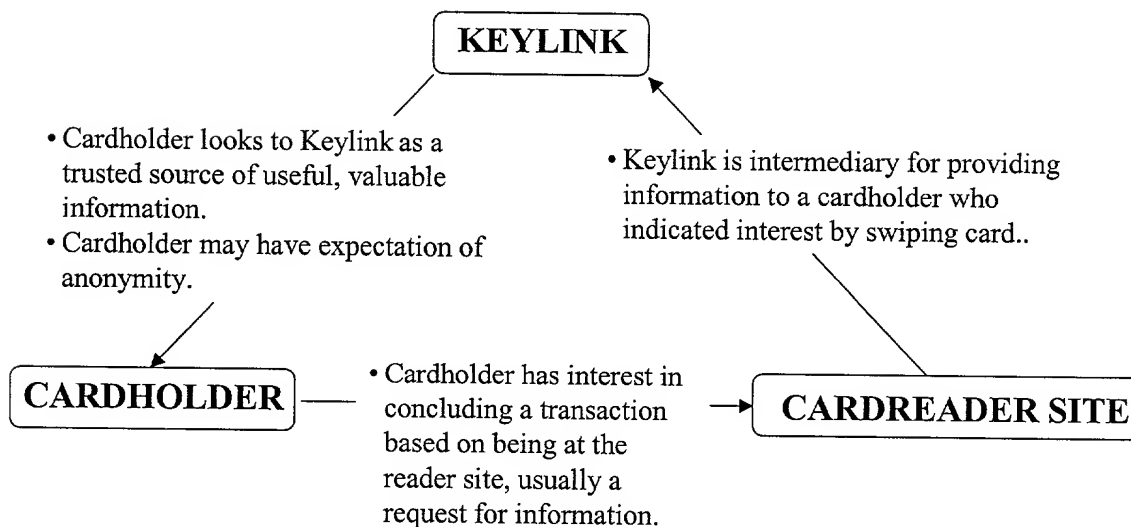 KEYLINK
• Cardholder looks to Keylink as a
trusted source of useful, valuable
information.
• Cardholder may have expectation of
anonymity.
• Keylink is intermediary for providing
information to a cardholder who
indicated interest by swiping card..
CARDHOLDER
• Cardholder has interest in
concluding a transaction
based on being at the
reader site, usually a
request for information.
CARDREADER SITE